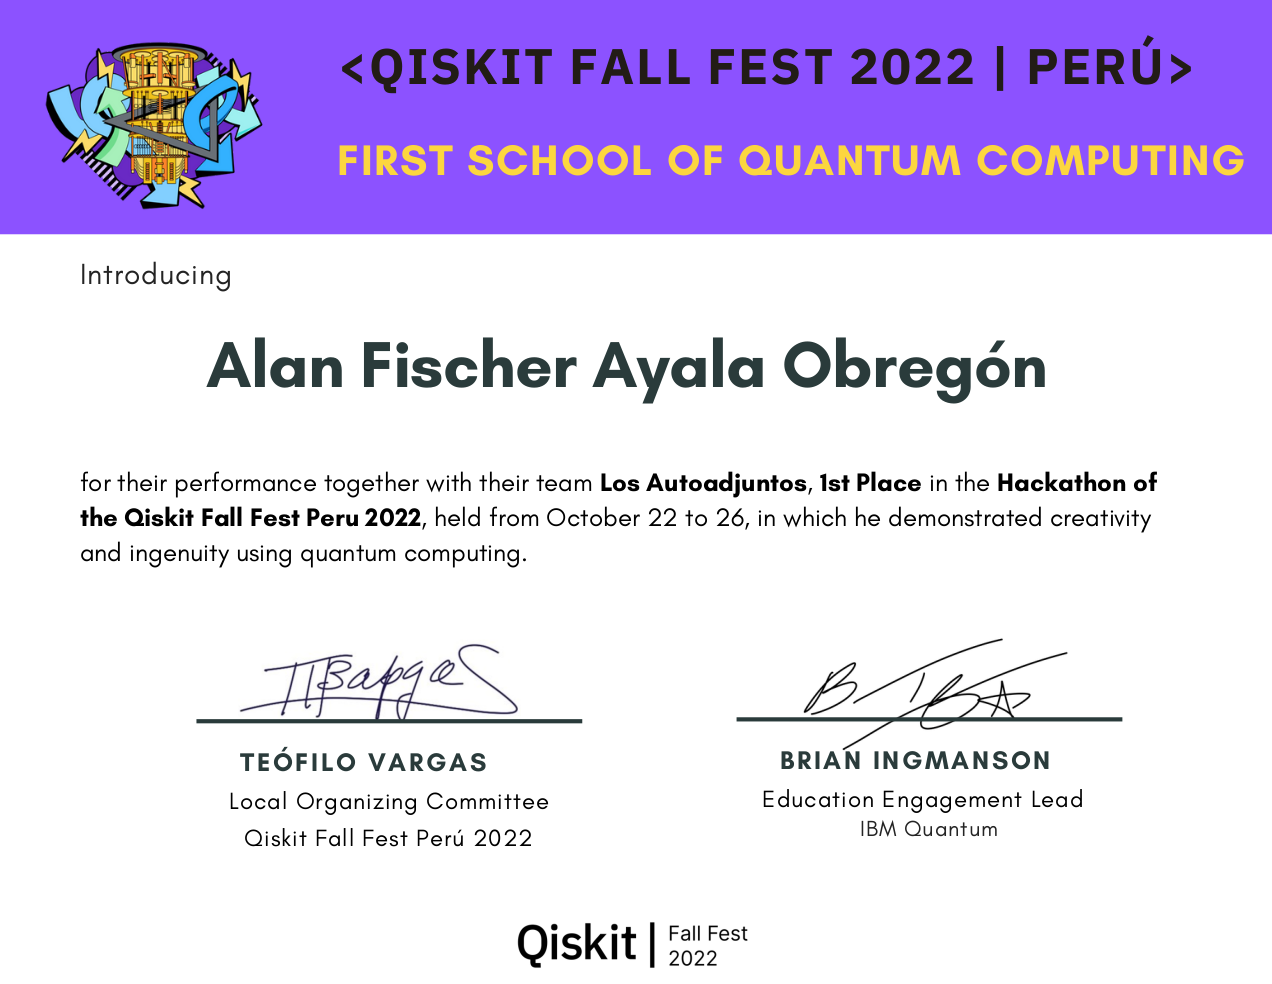 <QISKIT FALL FEST 2022 | PERÚ>
FIRST SCHOOL OF QUANTUM COMPUTING
Introducing
Alan Fischer Ayala Obregón
for their performance together with their team Los Autoadjuntos, 1st Place in the Hackathon of
the Qiskit Fall Fest Peru 2022, held from October 22 to 26, in which he demonstrated creativity
and ingenuity using quantum computing.
TEÓFILO VARGAS
Local Organizing Committee
Qiskit Fall Fest Perú 2022
BRIAN INGMANSON
Education Engagement Lead
IBM Quantum
Qiskit | Fall Fest
2022